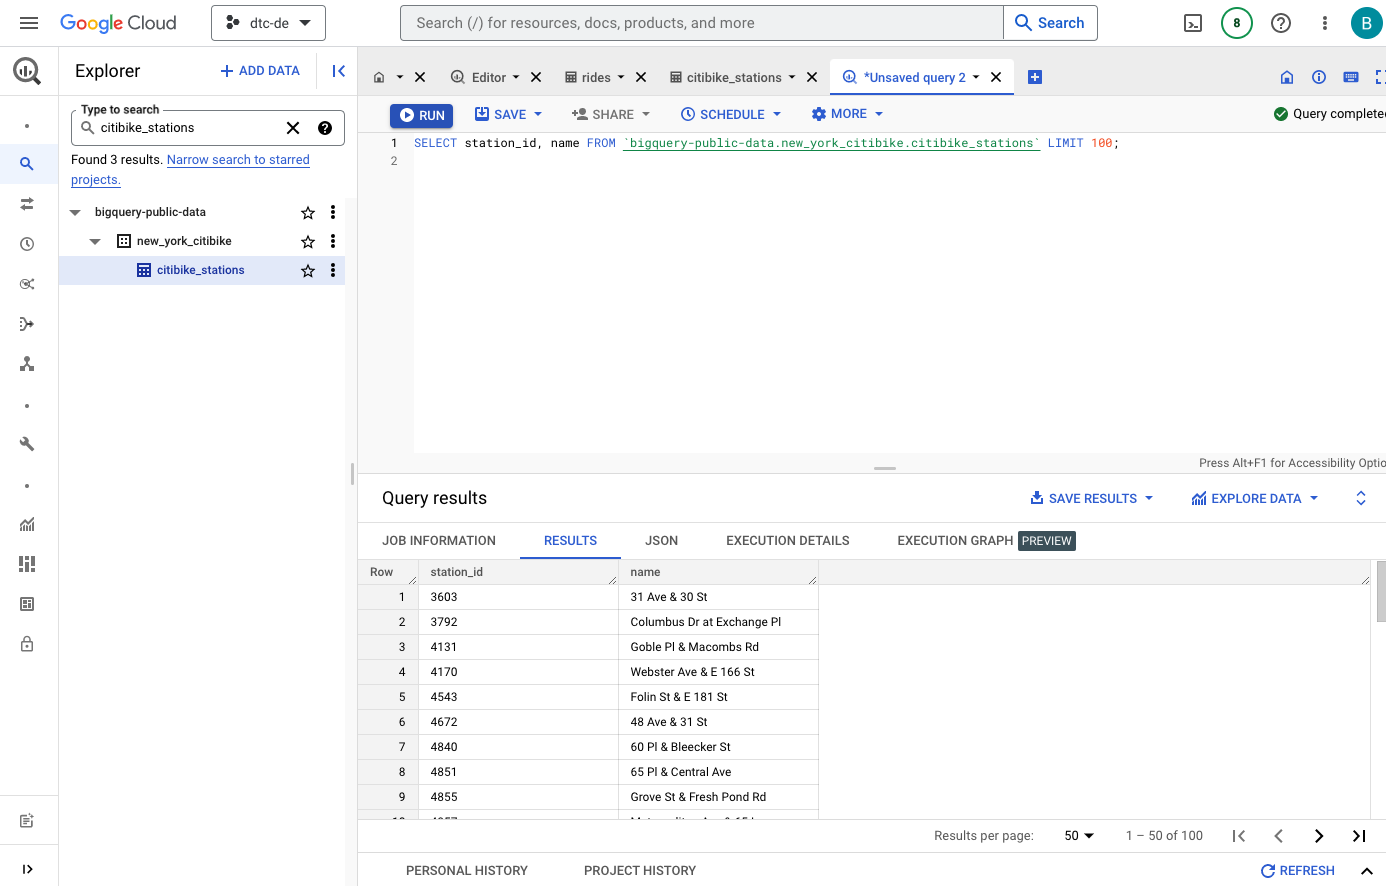 Google Cloud
dtc-de
Search (/) for resources, docs, products, and more
Search
8
B
Explorer
ADD DATA
Type to search
citibike_stations
Found 3 results. Narrow search to starred
projects.
bigquery-public-data
new_york_citibike
citibike_stations
Editor
rides
citibike_stations
*Unsaved query 2
RUN
SAVE
SHARE
SCHEDULE
MORE
Query completed
1 SELECT station_id, name FROM `bigquery-public-data.new_york_citibike.citibike_stations` LIMIT 100;
2
Press Alt+F1 for Accessibility Optio
Query results
SAVE RESULTS
EXPLORE DATA
JOB INFORMATION
RESULTS
JSON
EXECUTION DETAILS
EXECUTION GRAPH PREVIEW
Row station_id name
1 3603 31 Ave & 30 St
2 3792 Columbus Dr at Exchange Pl
3 4131 Goble Pl & Macombs Rd
4 4170 Webster Ave & E 166 St
5 4543 Folin St & E 181 St
6 4672 48 Ave & 31 St
7 4840 60 Pl & Bleecker St
8 4851 65 Pl & Central Ave
9 4855 Grove St & Fresh Pond Rd
Results per page: 50 1 – 50 of 100
PERSONAL HISTORY
PROJECT HISTORY
REFRESH